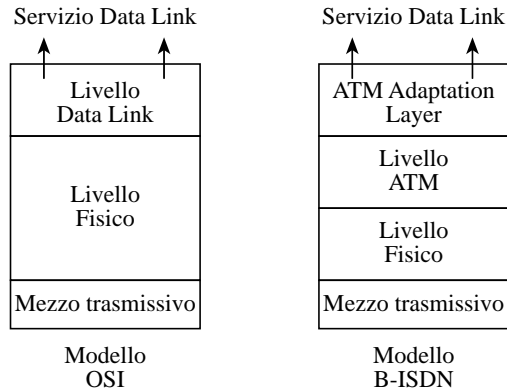 Servizio Data Link
Livello
Data Link
Livello
Fisico
Mezzo trasmissivo
Modello
OSI
Servizio Data Link
ATM Adaptation
Layer
Livello
ATM
Livello
Fisico
Mezzo trasmissivo
Modello
B-ISDN